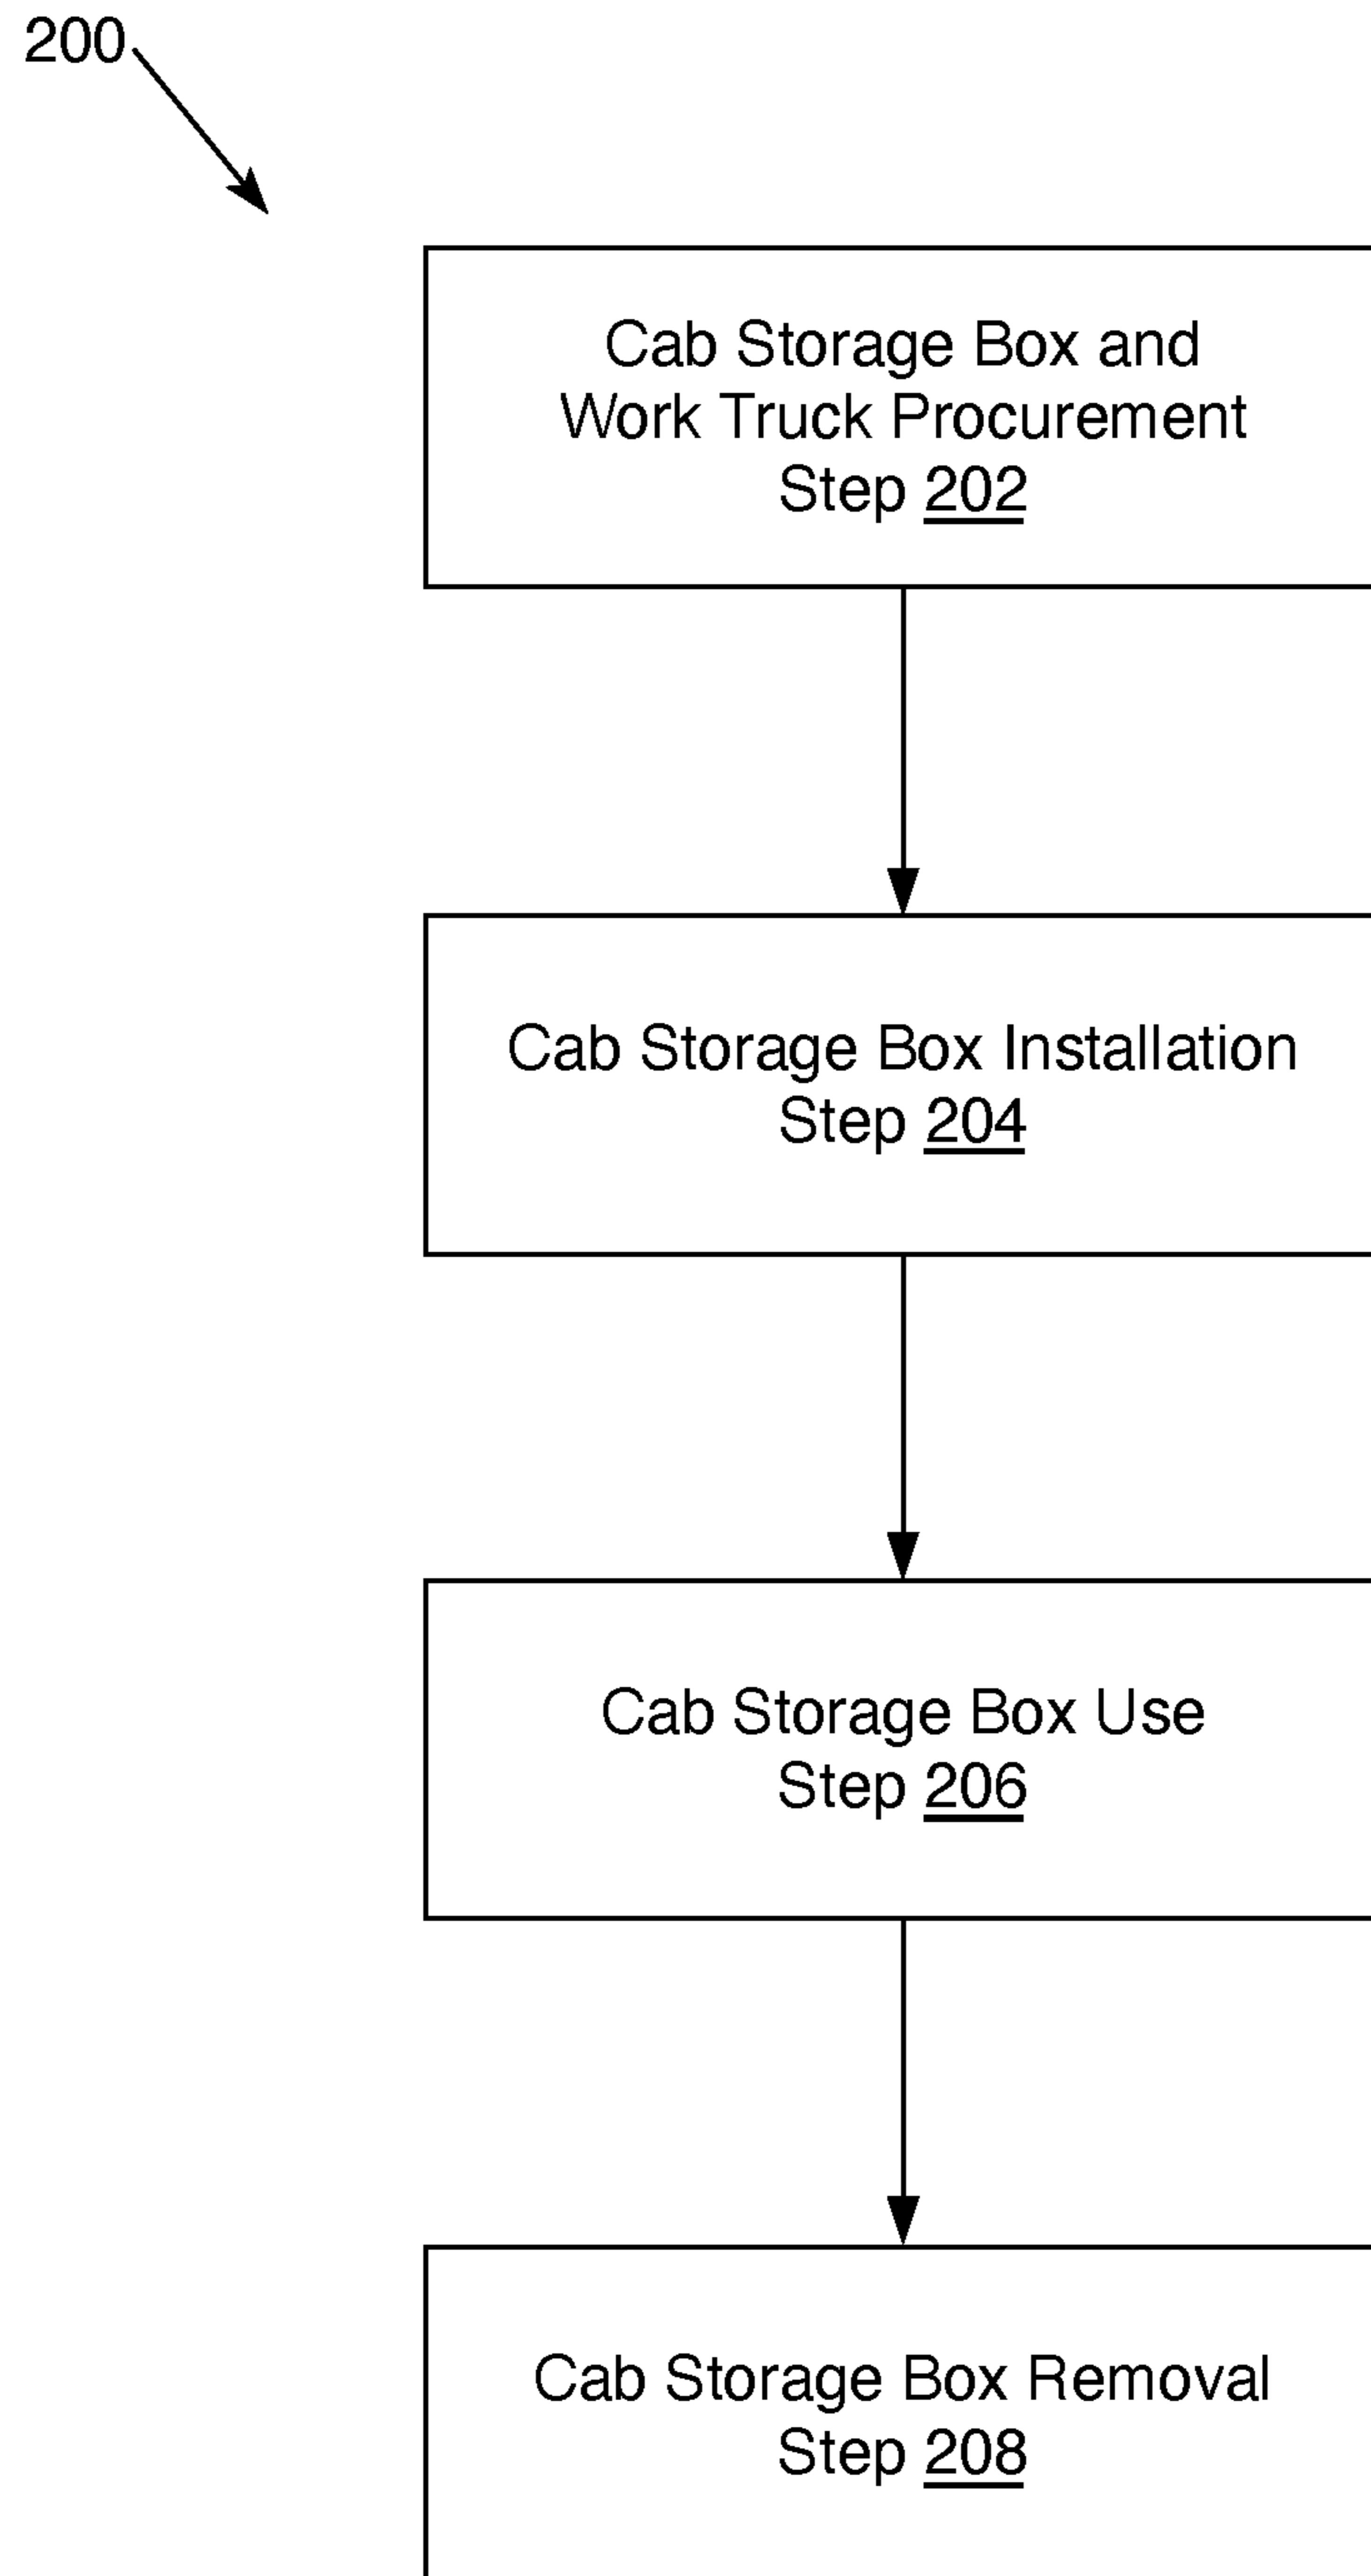 200
Cab Storage Box and
Work Truck Procurement
Step 202
Cab Storage Box Installation
Step 204
Cab Storage Box Use
Step 206
Cab Storage Box Removal
Step 208